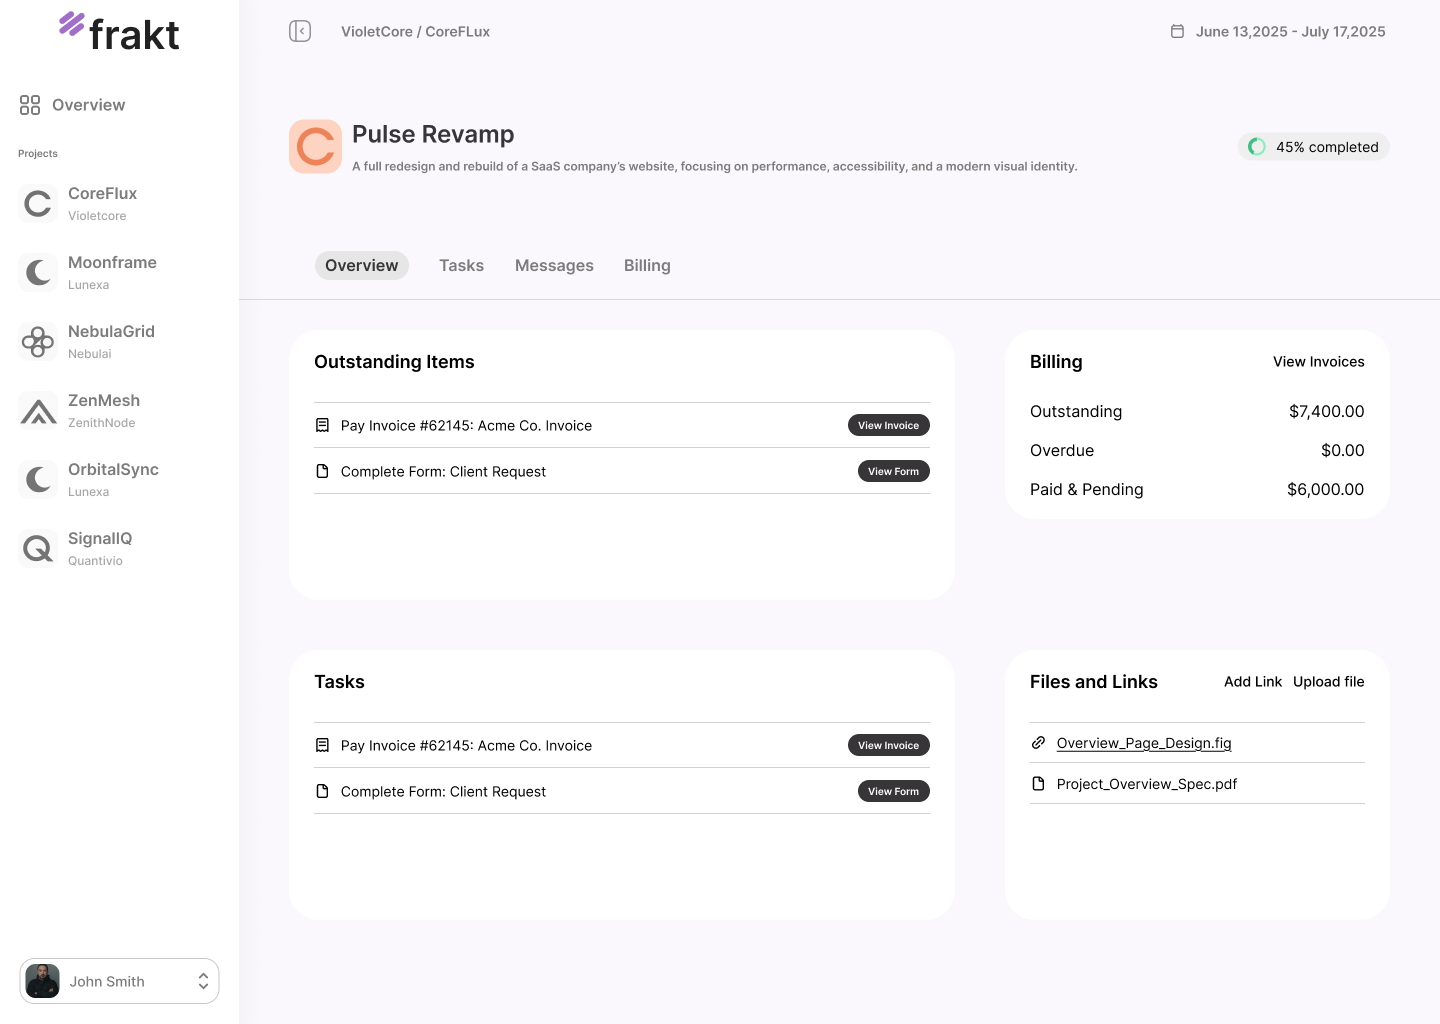 frakt
Overview
Projects
CoreFlux
Violetcore
Moonframe
Lunexa
NebulaGrid
Nebulai
ZenMesh
ZenithNode
OrbitalSync
Lunexa
SignalIQ
Quantivio
John Smith
VioletCore / CoreFLux
June 13,2025 - July 17,2025
Pulse Revamp
A full redesign and rebuild of a SaaS company’s website, focusing on performance, accessibility, and a modern visual identity.
45% completed
Overview Tasks Messages Billing
Outstanding Items
Pay Invoice #62145: Acme Co. Invoice View Invoice
Complete Form: Client Request View Form
Billing View Invoices
Outstanding $7,400.00
Overdue $0.00
Paid & Pending $6,000.00
Tasks
Pay Invoice #62145: Acme Co. Invoice View Invoice
Complete Form: Client Request View Form
Files and Links Add Link Upload file
Overview_Page_Design.fig
Project_Overview_Spec.pdf